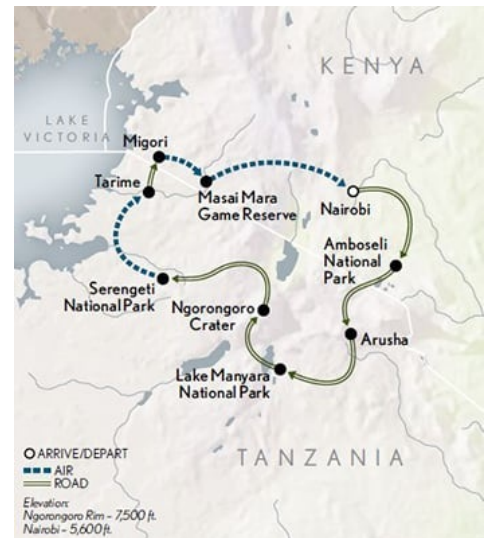 KENYA
LAKE
VICTORIA
Migori
Tarime
Masai Mara
Game Reserve
Nairobi
Amboseli
National
Park
Serengeti
National Park
Ngorongoro
Crater
Arusha
Lake Manyara
National Park
TANZANIA
ARRIVE/DEPART
AIR
ROAD
Elevation:
Ngorongoro Rim – 7,500 ft.
Nairobi – 5,600 ft.